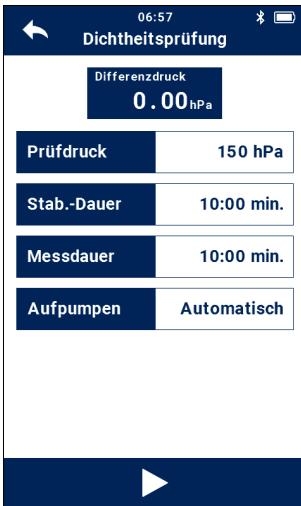 06:57
Dichtheitsprüfung
Differenzdruck
0.00hPa
Prüfdruck 150 hPa
Stab.-Dauer 10:00 min.
Messdauer 10:00 min.
Aufpumpen Automatisch